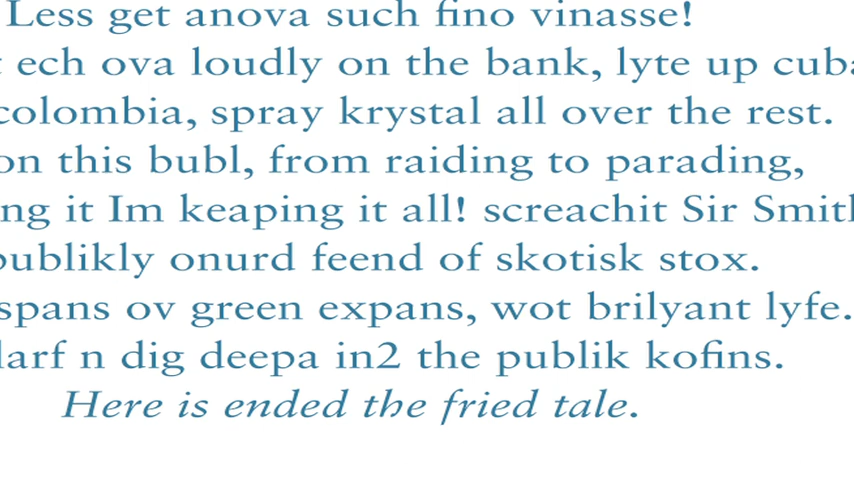 Less get anova such fino vinasse!
ech ova loudly on the bank, lyte up cuba
colombia, spray krystal all over the rest.
on this bubl, from raiding to parading,
ng it Im keaping it all! screachit Sir Smith
publikly onurd feend of skotisk stox.
spans ov green expans, wot brilyant lyfe.
larf n dig deepa in2 the publik kofins.
Here is ended the fried tale.